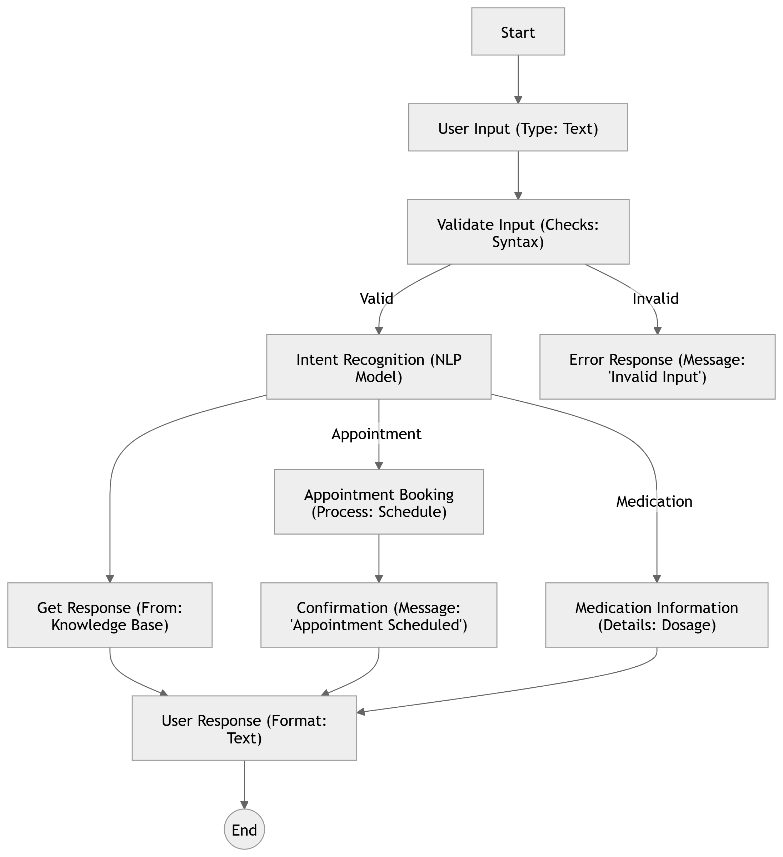 Start
User Input (Type: Text)
Validate Input (Checks:
Syntax)
Valid
Invalid
Intent Recognition (NLP
Model)
Error Response (Message:
'Invalid Input')
Appointment
Appointment Booking
(Process: Schedule)
Medication
Get Response (From:
Knowledge Base)
Confirmation (Message:
'Appointment Scheduled')
Medication Information
(Details: Dosage)
User Response (Format:
Text)
End